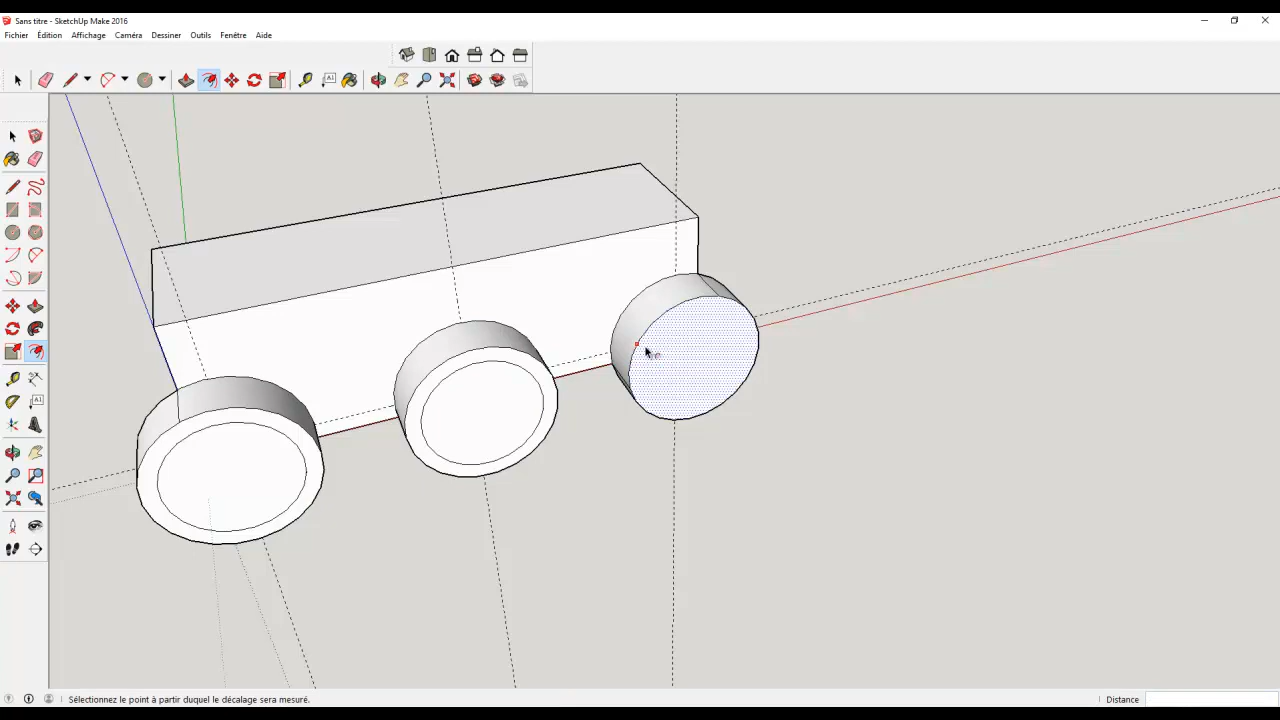 Sans titre - SketchUp Make 2016
Fichier Édition Affichage Caméra Dessiner Outils Fenêtre Aide
Sélectionnez le point à partir duquel le décalage sera mesuré.
Distance